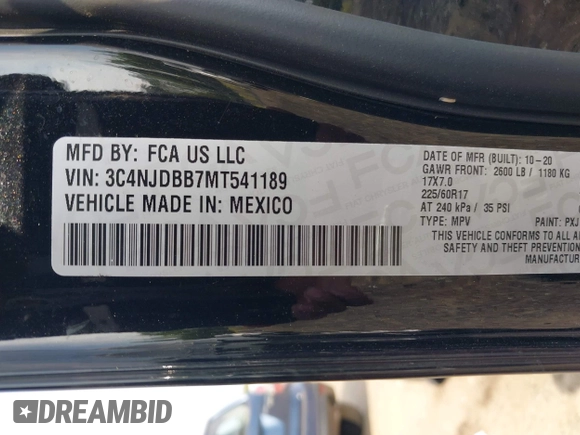 MFD BY: FCA US LLC
VIN: 3C4NJDBB7MT541189
VEHICLE MADE IN: MEXICO
DATE OF MFR (BUILT): 10-20
GAWR FRONT: 2600 LB / 1180 KG
17X7.0
225/60R17
AT 240 kPa / 35 PSI
TYPE: MPV PAINT: PXJ
THIS VEHICLE CONFORMS TO ALL
SAFETY AND THEFT PREVENTION
MANUFACTUR
DREAMBID